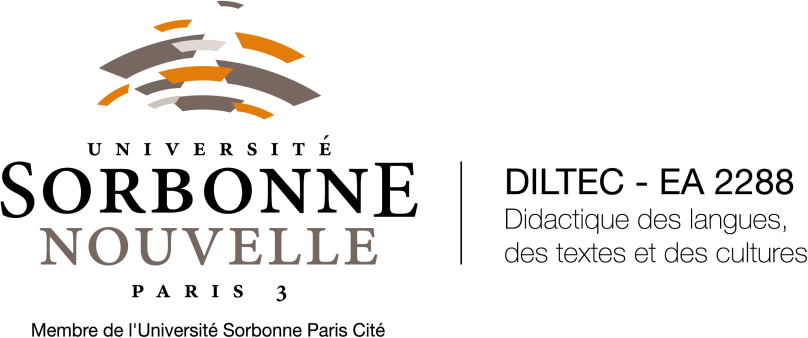 UNIVERSITÉ
SORBONNE
NOUVELLE
PARIS 3
Membre de l'Université Sorbonne Paris Cité
DILTEC - EA 2288
Didactique des langues,
des textes et des cultures